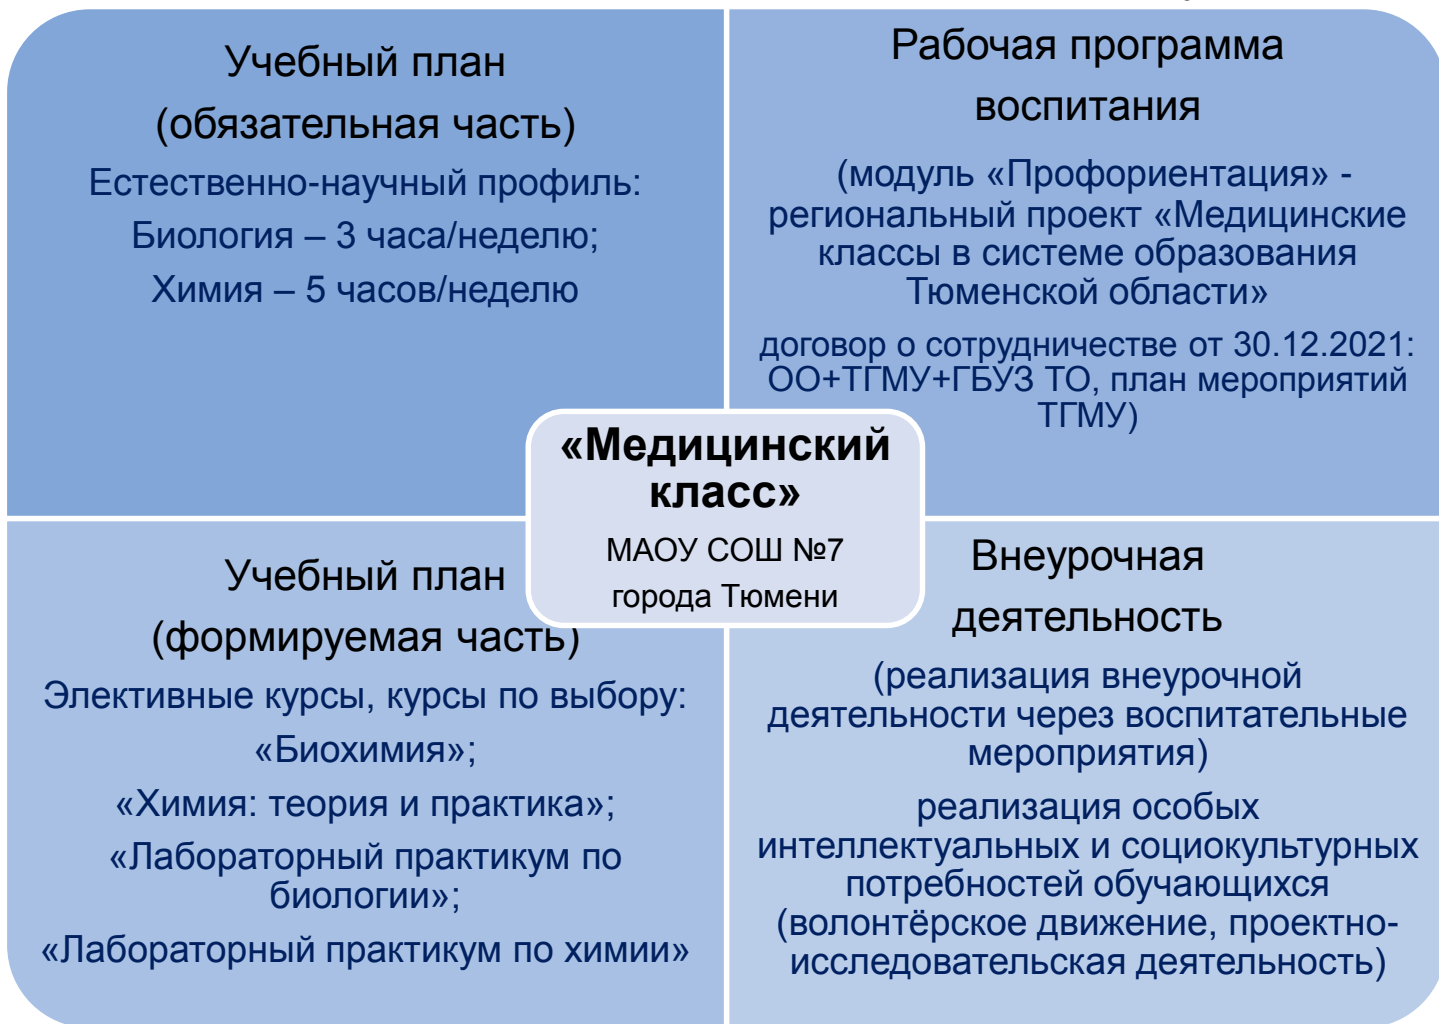 Учебный план
(обязательная часть)
Естественно-научный профиль:
Биология – 3 часа/неделю;
Химия – 5 часов/неделю
Рабочая программа
воспитания
(модуль «Профориентация» -
региональный проект «Медицинские
классы в системе образования
Тюменской области»
договор о сотрудничестве от 30.12.2021:
ОО+ТГМУ+ГБУЗ ТО, план мероприятий
ТГМУ)
«Медицинский
класс»
МАОУ СОШ №7
города Тюмени
Учебный план
(формируемая часть)
Элективные курсы, курсы по выбору:
«Биохимия»;
«Химия: теория и практика»;
«Лабораторный практикум по
биологии»;
«Лабораторный практикум по химии»
Внеурочная
деятельность
(реализация внеурочной
деятельности через воспитательные
мероприятия)
реализация особых
интеллектуальных и социокультурных
потребностей обучающихся
(волонтёрское движение, проектно-
исследовательская деятельность)